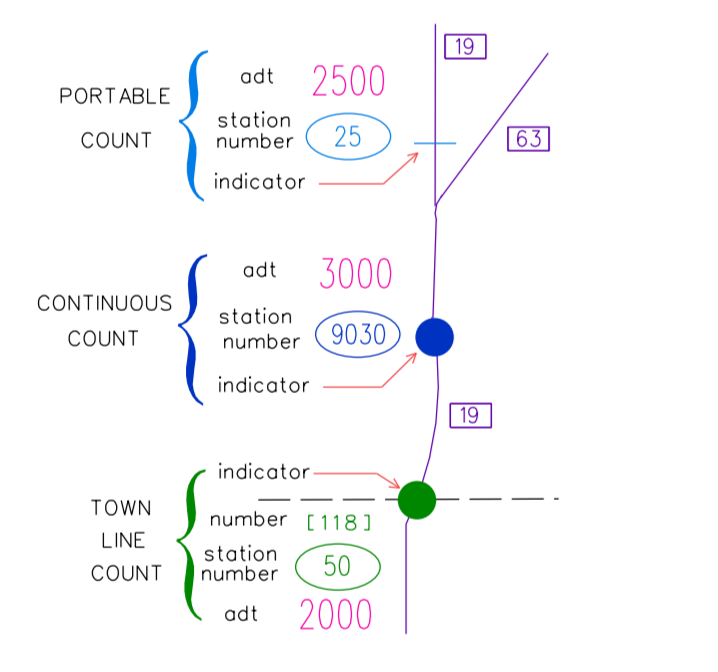 19
PORTABLE
COUNT
adt 2500
station
number 25
indicator
63
CONTINUOUS
COUNT
adt 3000
station
number 9030
indicator
19
TOWN
LINE
COUNT
indicator
number [118]
station
number 50
adt 2000